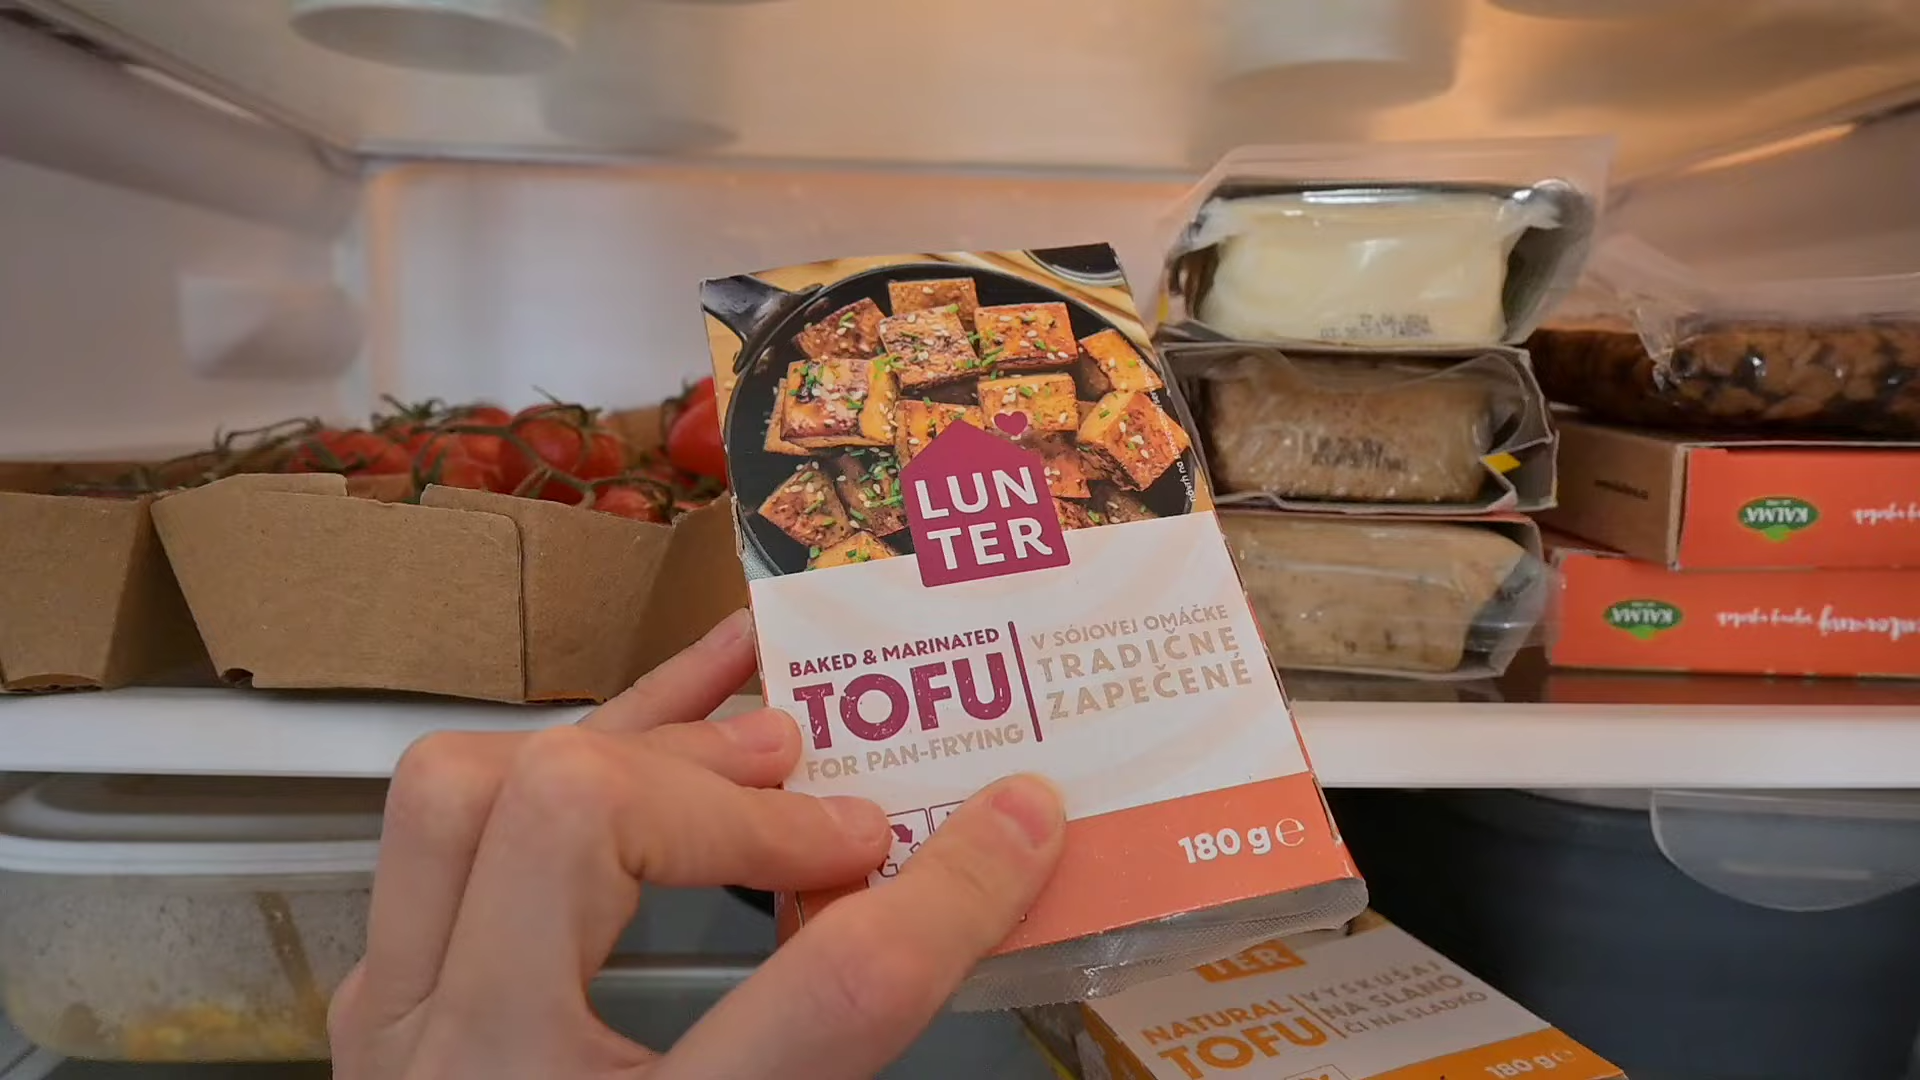 LUN
TER
BAKED & MARINATED
TOFU
FOR PAN-FRYING
V SÓJOVEJ OMÁČKE
TRADIČNE
ZAPEČENÉ
180 g e
KALMA
KALMA
TER
NATURAL
TOFU
VYSKÚŠAJ
NA SLANO
ČI NA SLADKO
180 g e